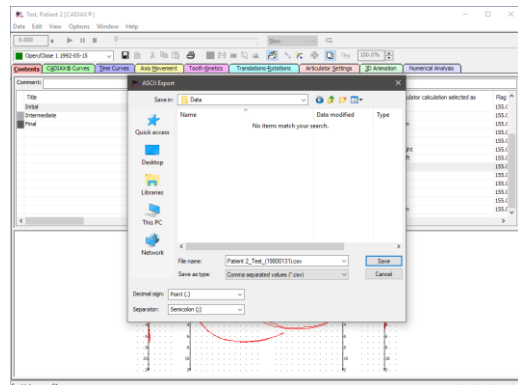 Test, Patient 2 [CADIAX®]
Data Edit View Options Window Help
0.000
Slow
Open/Close 1 1992-05-15
100.0%
Contents CADIAX® Curves Time Curves Axis Movement Tooth Kinetics Translations-Rotations Articulator Settings 3D Animation Numerical Analysis
Comment:
Title
ulator calculation selected as
Flag
Initial
Intermediate
Final
ASCII Export
Save in: Data
Name Date modified Type
No items match your search.
Quick access
Desktop
Libraries
This PC
Network
File name: Patient 2_Test_(19800131).csv Save
Save as type: Comma separated values (*.csv) Cancel
Decimal sign: Point (.)
Separator: Semicolon (;)